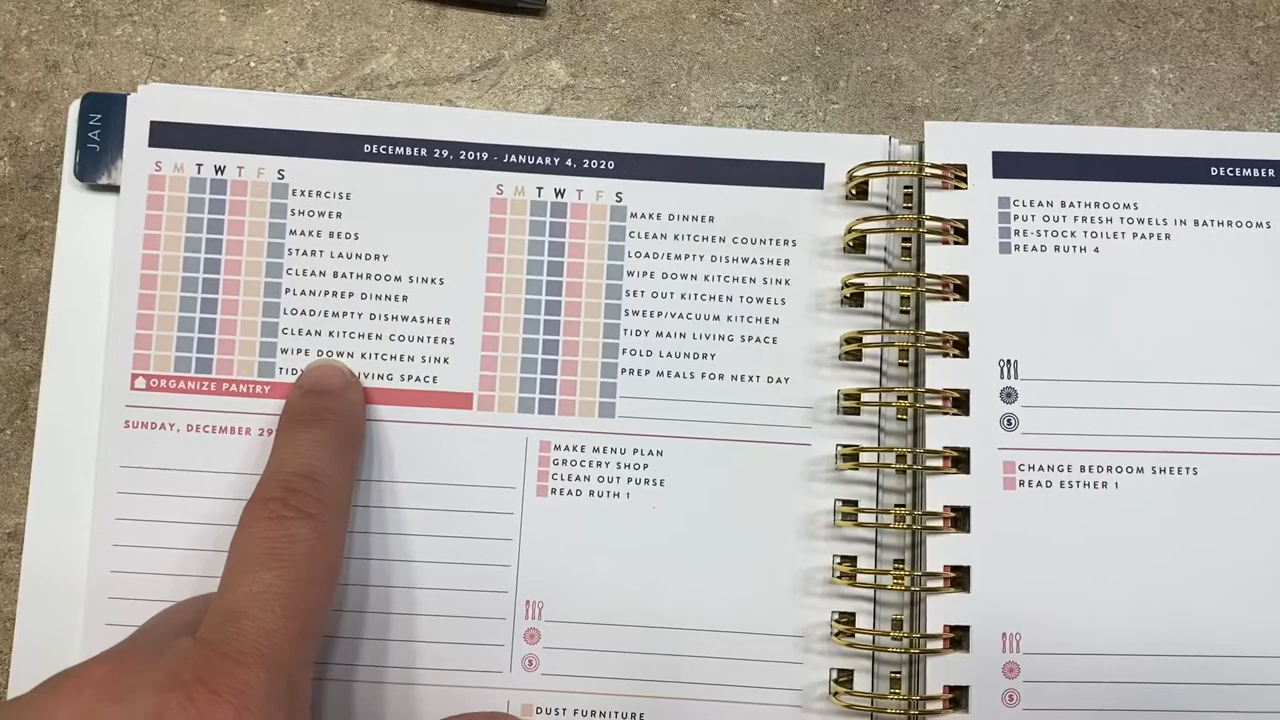 JAN
DECEMBER 29, 2019 - JANUARY 4, 2020
S M T W T F S
EXERCISE
SHOWER
MAKE BEDS
START LAUNDRY
CLEAN BATHROOM SINKS
PLAN/PREP DINNER
LOAD/EMPTY DISHWASHER
CLEAN KITCHEN COUNTERS
WIPE DOWN KITCHEN SINK
LIVING SPACE
ORGANIZE PANTRY
S M T W T F S
MAKE DINNER
CLEAN KITCHEN COUNTERS
LOAD/EMPTY DISHWASHER
WIPE DOWN KITCHEN SINK
SET OUT KITCHEN TOWELS
SWEEP/VACUUM KITCHEN
TIDY MAIN LIVING SPACE
FOLD LAUNDRY
PREP MEALS FOR NEXT DAY
SUNDAY, DECEMBER 29
MAKE MENU PLAN
GROCERY SHOP
CLEAN OUT PURSE
READ RUTH 1
$
DUST FURNITURE
DECEMBER
CLEAN BATHROOMS
PUT OUT FRESH TOWELS IN BATHROOMS
RE-STOCK TOILET PAPER
READ RUTH 4
$
CHANGE BEDROOM SHEETS
READ ESTHER 1
$